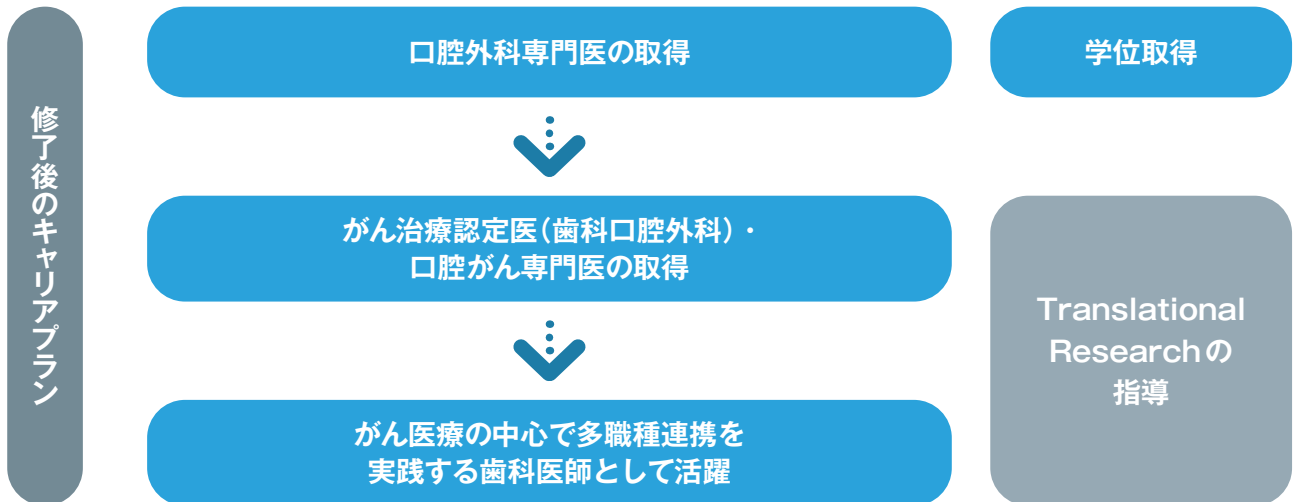 修了後のキャリアプラン
口腔外科専門医の取得
学位取得
がん治療認定医（歯科口腔外科）・
口腔がん専門医の取得
Translational
Researchの
指導
がん医療の中心で多職種連携を
実践する歯科医師として活躍